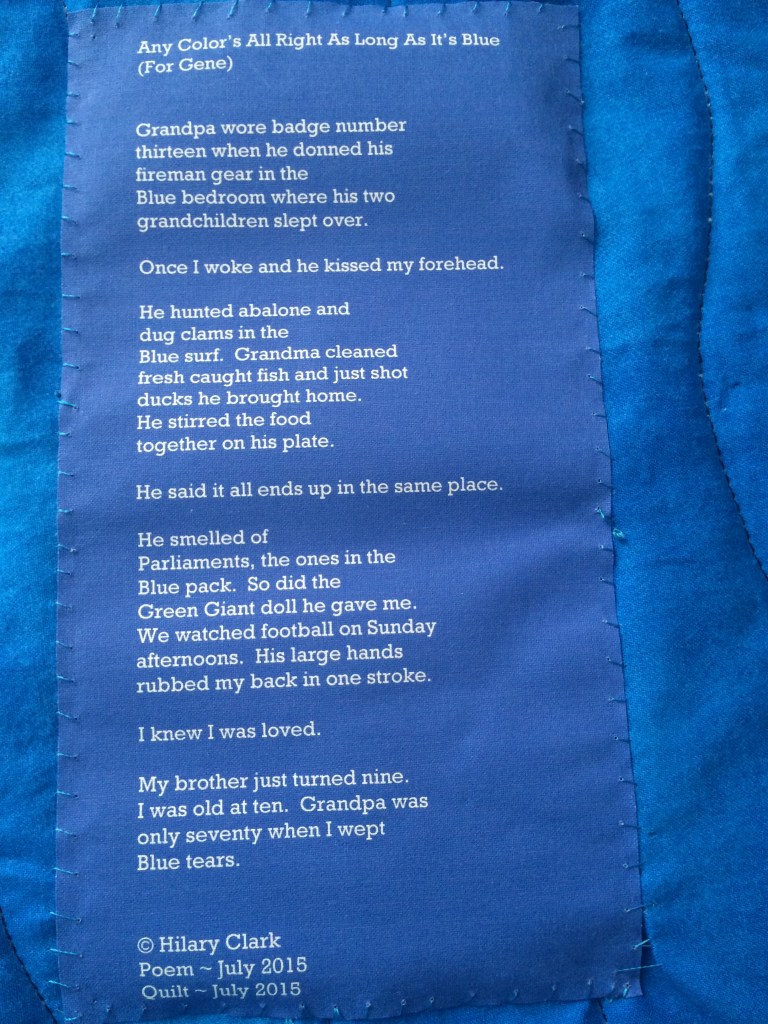 Any Color's All Right As Long As It's Blue
(For Gene)
Grandpa wore badge number
thirteen when he donned his
fireman gear in the
Blue bedroom where his two
grandchildren slept over.
Once I woke and he kissed my forehead.
He hunted abalone and
dug clams in the
Blue surf.  Grandma cleaned
fresh caught fish and just shot
ducks he brought home.
He stirred the food
together on his plate.
He said it all ends up in the same place.
He smelled of
Parliaments, the ones in the
Blue pack.  So did the
Green Giant doll he gave me.
We watched football on Sunday
afternoons.  His large hands
rubbed my back in one stroke.
I knew I was loved.
My brother just turned nine.
I was old at ten.  Grandpa was
only seventy when I wept
Blue tears.
© Hilary Clark
Poem ~ July 2015
Quilt ~ July 2015